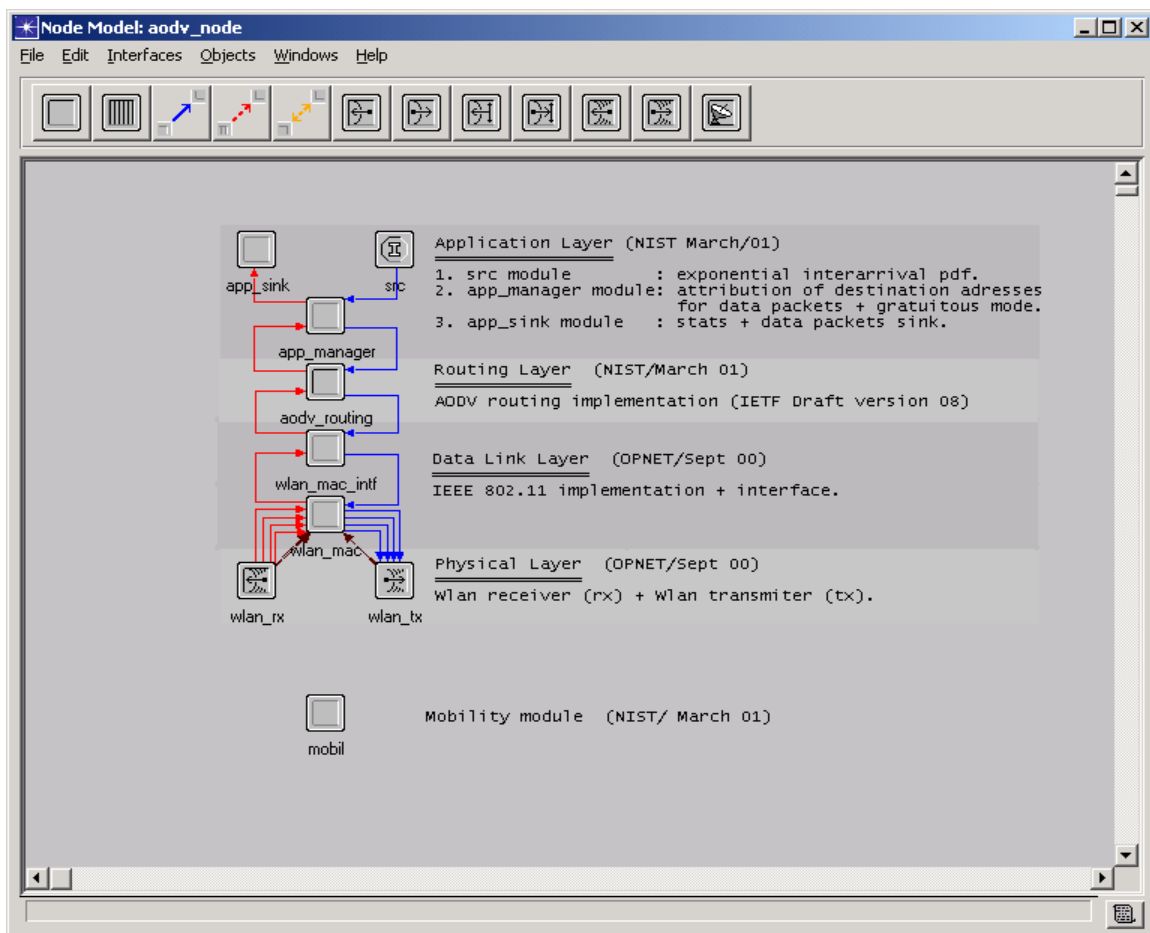 Node Model: aodv_node
File Edit Interfaces Objects Windows Help
app_sink
src
Application Layer (NIST March/01)
1. src module : exponential interarrival pdf.
2. app_manager module: attribution of destination adresses
for data packets + gratuitous mode.
3. app_sink module : stats + data packets sink.
app_manager
Routing Layer (NIST/March 01)
AODV routing implementation (IETF Draft version 08)
aodv_routing
Data Link Layer (OPNET/Sept 00)
wlan_mac_intf
IEEE 802.11 implementation + interface.
wlan_mac
Physical Layer (OPNET/Sept 00)
Wlan receiver (rx) + Wlan transmiter (tx).
wlan_rx
wlan_tx
Mobility module (NIST/ March 01)
mobil